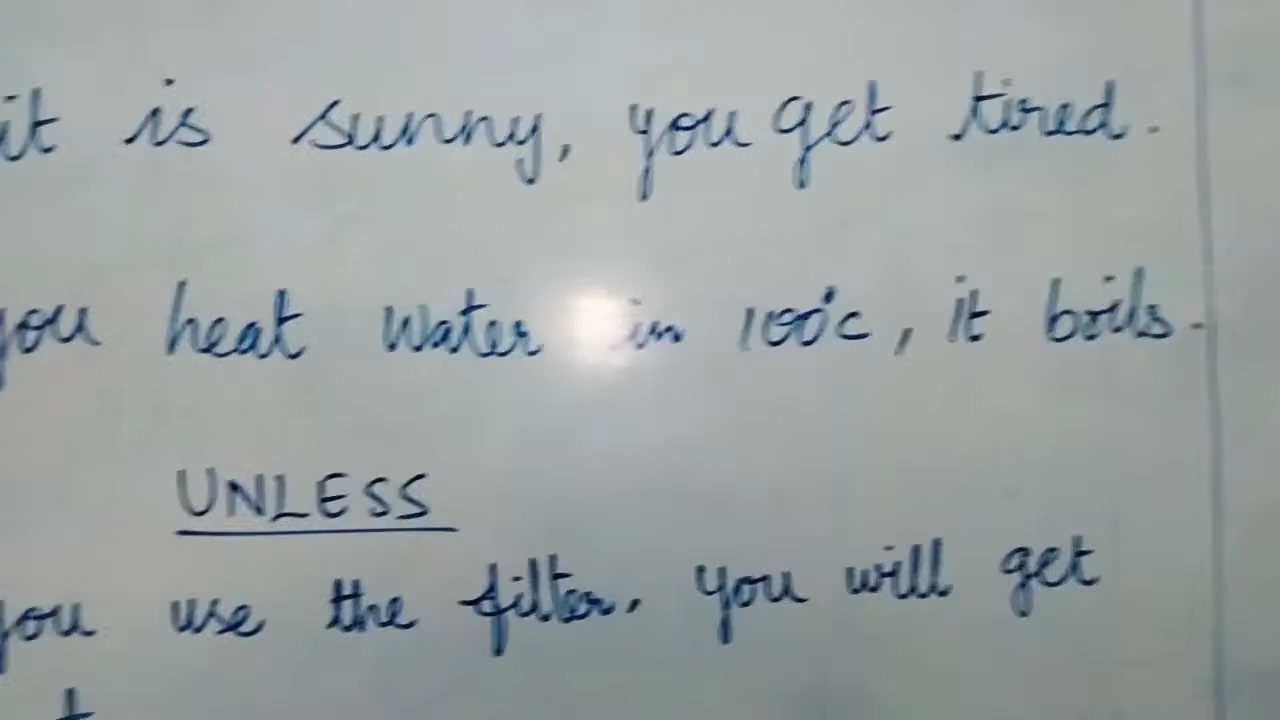 it is sunny, you get tired.
you heat water in 100°c, it boils.
UNLESS
you use the filter, you will get